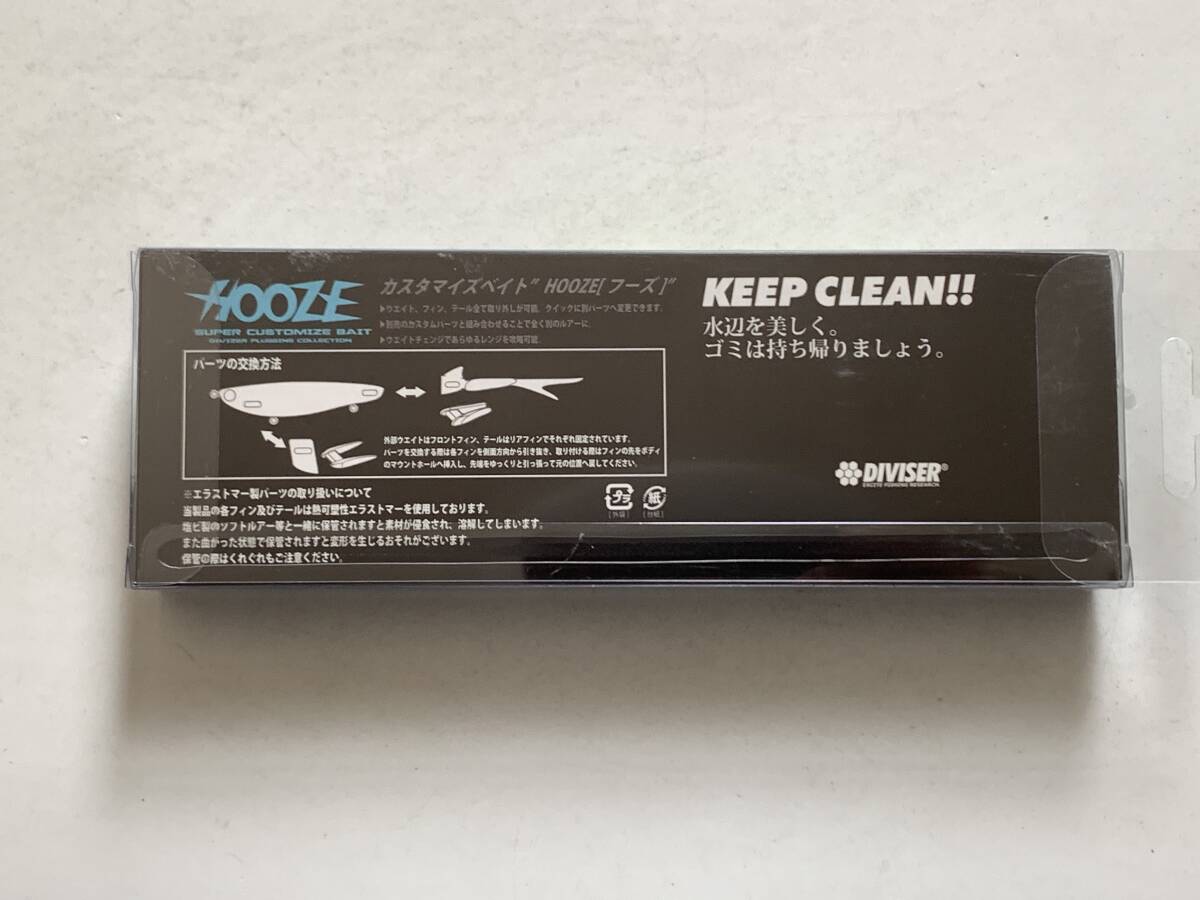 HOOZE
SUPER CUSTOMIZE BAIT
DIVISER PLUGGING COLLECTION
カスタマイズベイト" HOOZE[ フーズ ]"
▶ウエイト、フィン、テール全て取り外しが可能。クイックに別パーツへ変更できます。
▶別売のカスタムパーツと組み合わせることで全く別のルアーに。
▶ウエイトチェンジであらゆるレンジを攻略可能。
パーツの交換方法
外部ウエイトはフロントフィン、テールはリアフィンでそれぞれ固定されています。
パーツを交換する際は各フィンを側面方向から引き抜き、取り付ける際はフィンの先をボディ
のマウントホールへ挿入し、先端をゆっくりと引っ張って元の位置へ戻してください。
※エラストマー製パーツの取り扱いについて
当製品の各フィン及びテールは熱可塑性エラストマーを使用しております。
塩ビ製のソフトルアー等と一緒に保管されますと素材が侵食され、溶解してしまいます。
また曲がった状態で保管されますと変形を生じるおそれがございます。
保管の際はくれぐれもご注意ください。
プラ
[外袋]
紙
[台紙]
KEEP CLEAN!!
水辺を美しく。
ゴミは持ち帰りましょう。
DIVISER®
EXCITE FISHING RESEARCH